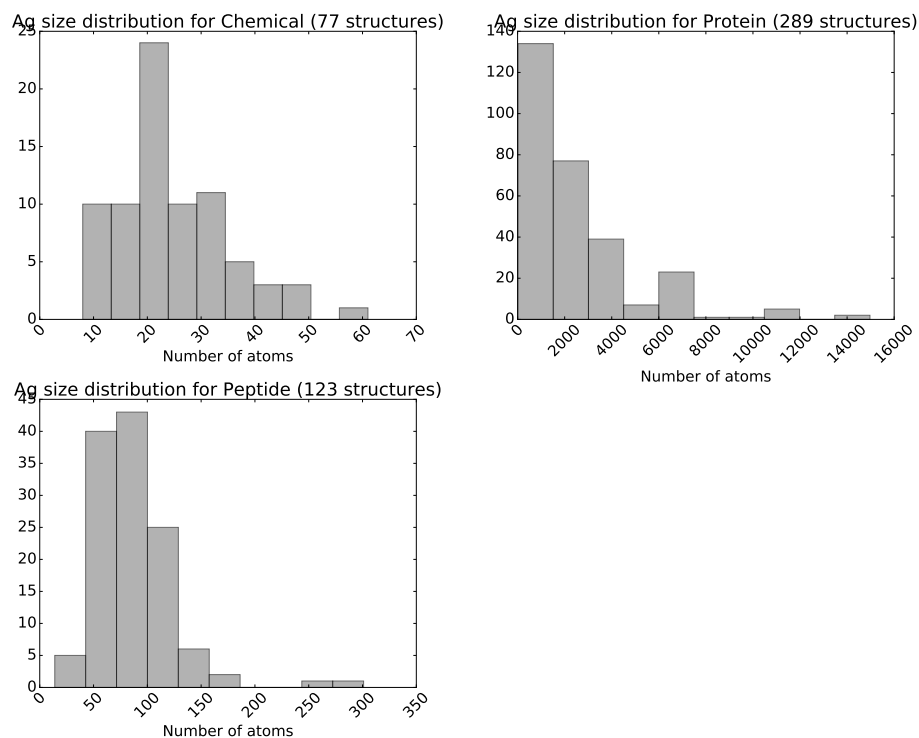 Ag size distribution for Chemical (77 structures)
25
20
15
10
5
0
0 10 20 30 40 50 60 70
Number of atoms
Ag size distribution for Protein (289 structures)
140
120
100
80
60
40
20
0
0 2000 4000 6000 8000 10000 12000 14000 16000
Number of atoms
Ag size distribution for Peptide (123 structures)
45
40
35
30
25
20
15
10
5
0
0 50 100 150 200 250 300 350
Number of atoms